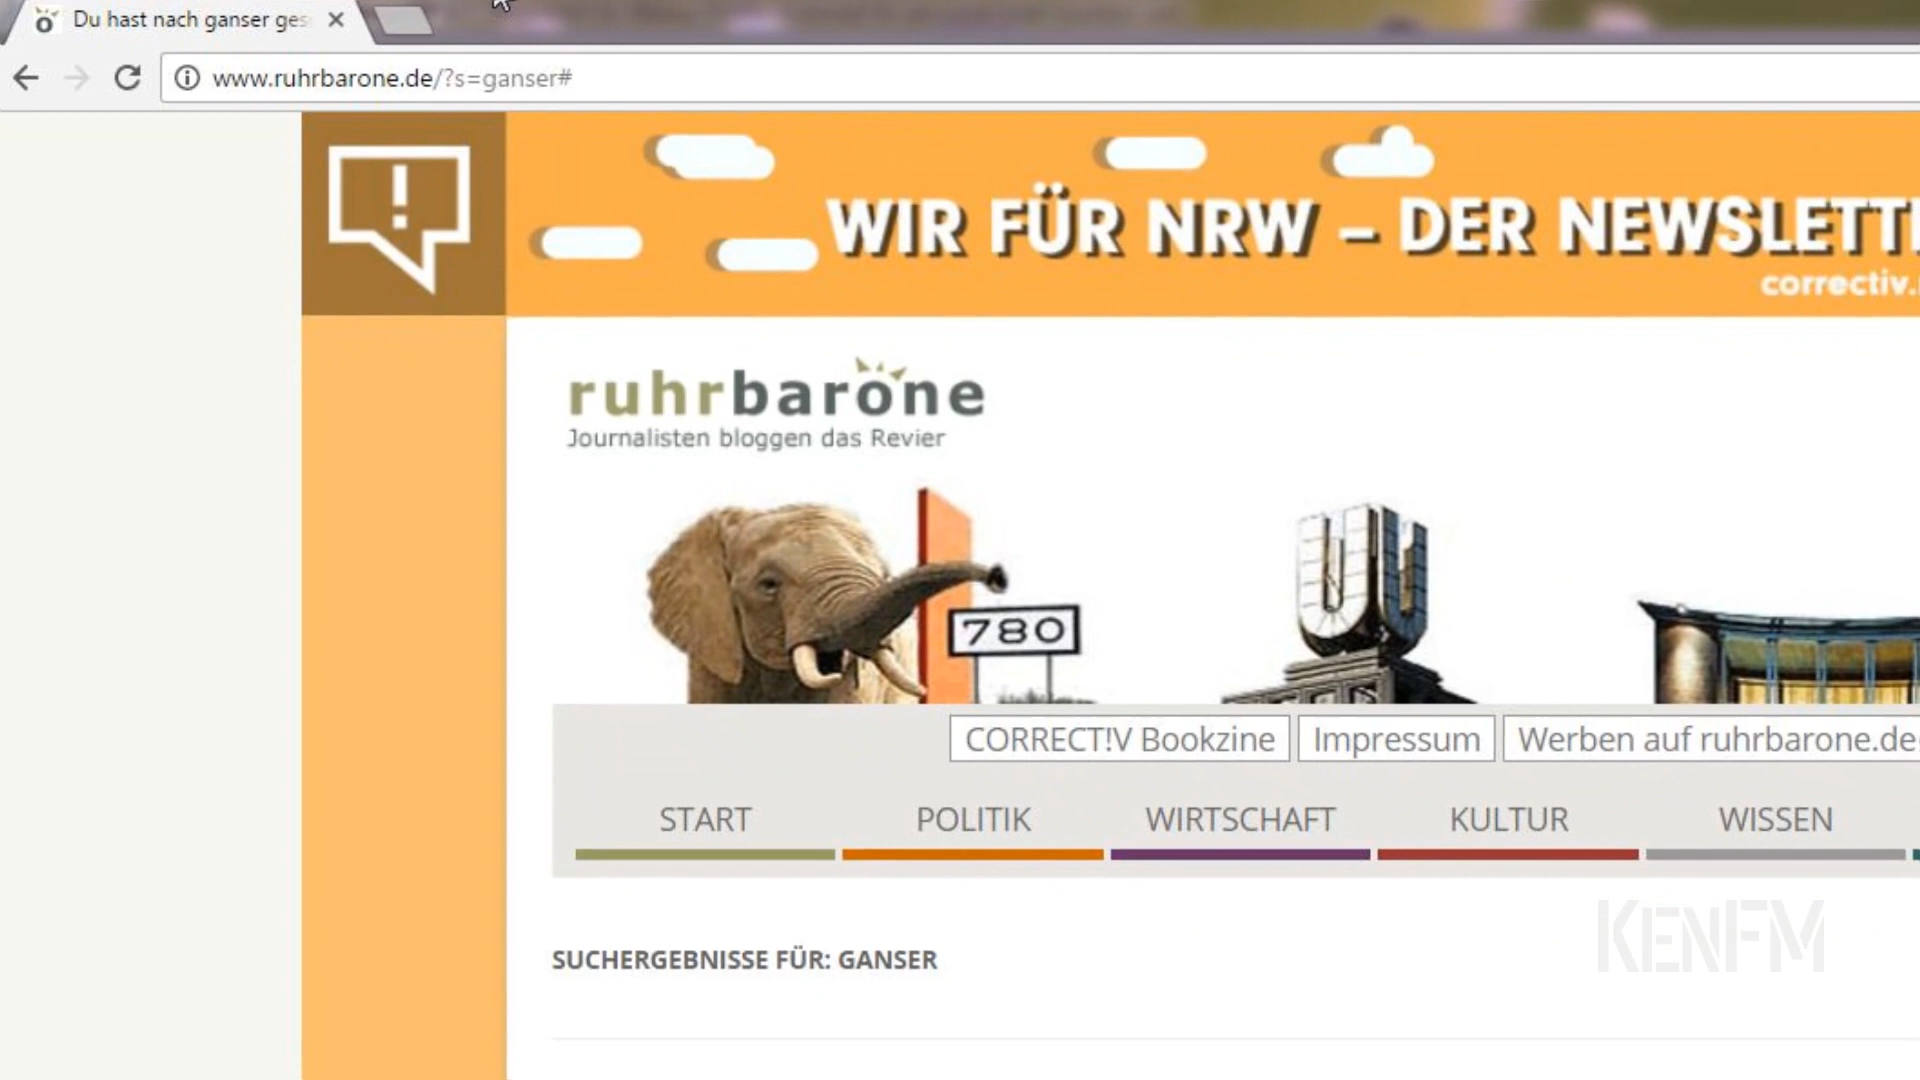 Du hast nach ganser ges
www.ruhrbarone.de/?s=ganser#
WIR FÜR NRW – DER NEWSLETT
correctiv.
ruhrbarone
Journalisten bloggen das Revier
780
U
CORRECT!V Bookzine
Impressum
Werben auf ruhrbarone.de
START
POLITIK
WIRTSCHAFT
KULTUR
WISSEN
KENFM
SUCHERGEBNISSE FÜR: GANSER